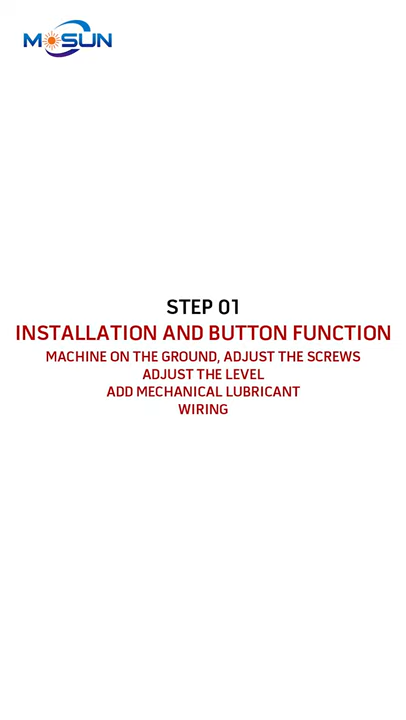 MOSUN
STEP 01
INSTALLATION AND BUTTON FUNCTION
MACHINE ON THE GROUND, ADJUST THE SCREWS
ADJUST THE LEVEL
ADD MECHANICAL LUBRICANT
WIRING